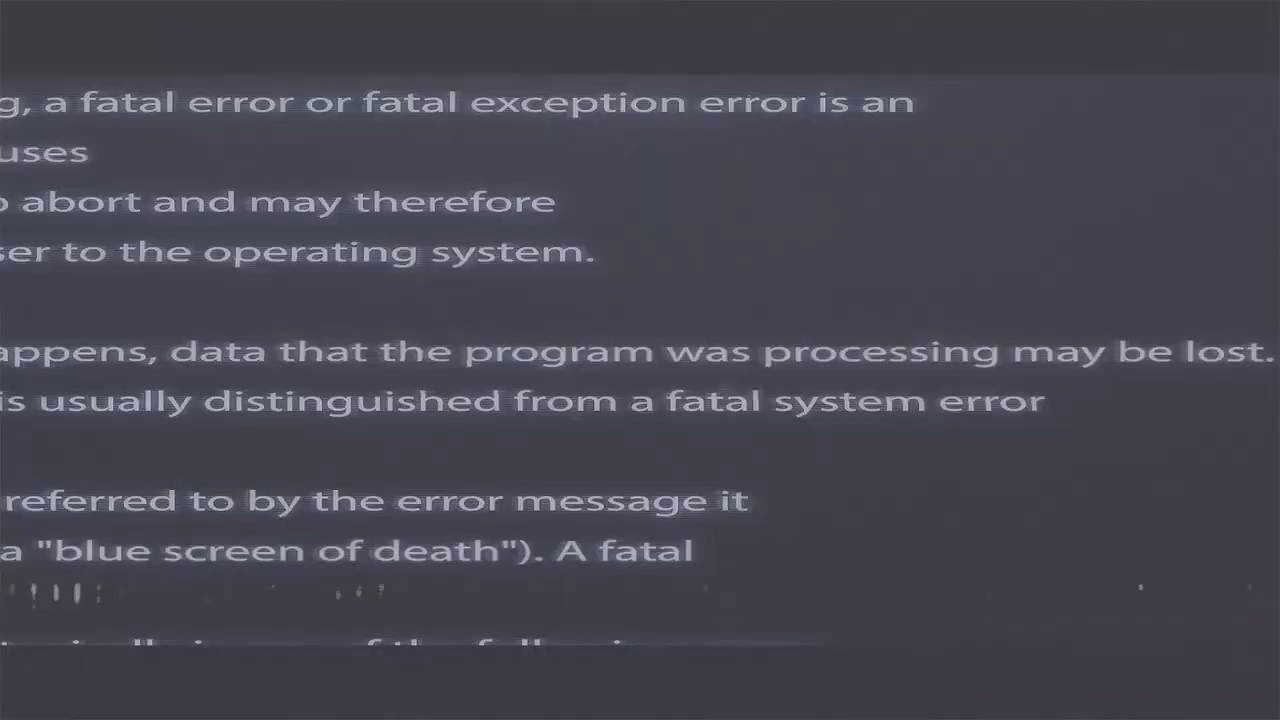 g, a fatal error or fatal exception error is an
uses
abort and may therefore
ser to the operating system.
appens, data that the program was processing may be lost.
is usually distinguished from a fatal system error
referred to by the error message it
a "blue screen of death"). A fatal